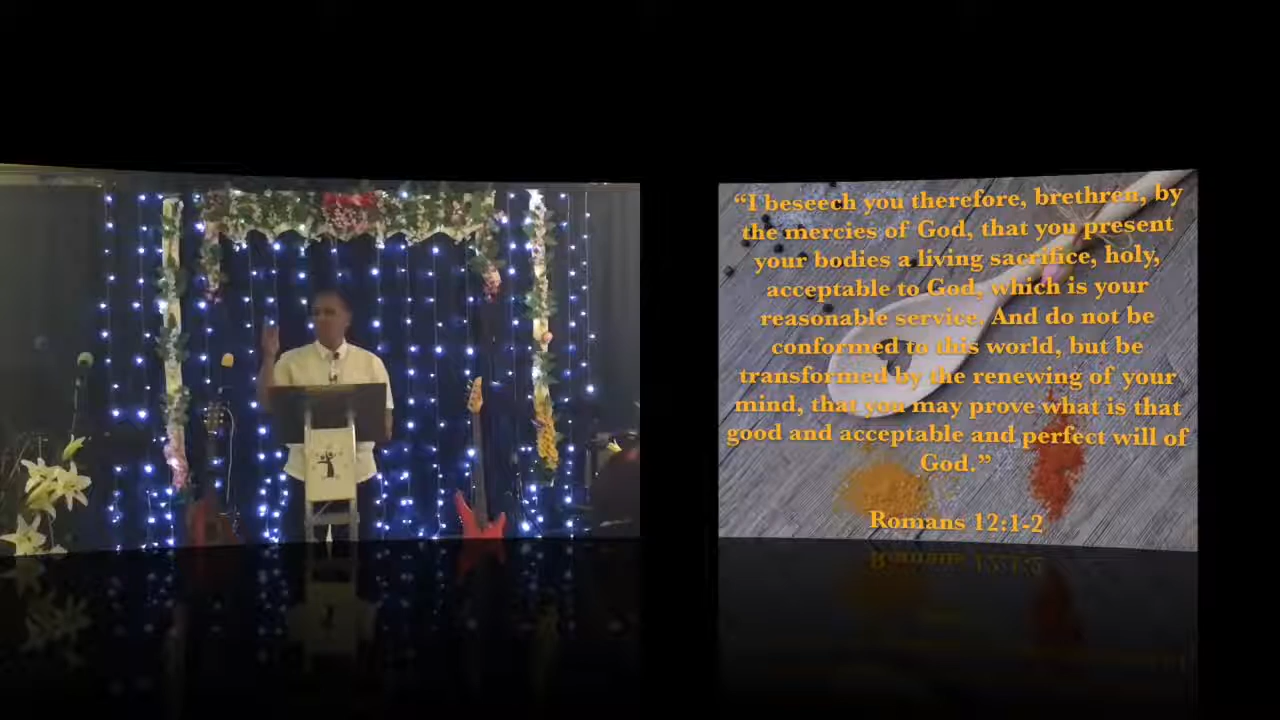 “I beseech you therefore, brethren, by
the mercies of God, that you present
your bodies a living sacrifice, holy,
acceptable to God, which is your
reasonable service. And do not be
conformed to this world, but be
transformed by the renewing of your
mind, that you may prove what is that
good and acceptable and perfect will of
God.”
Romans 12:1-2